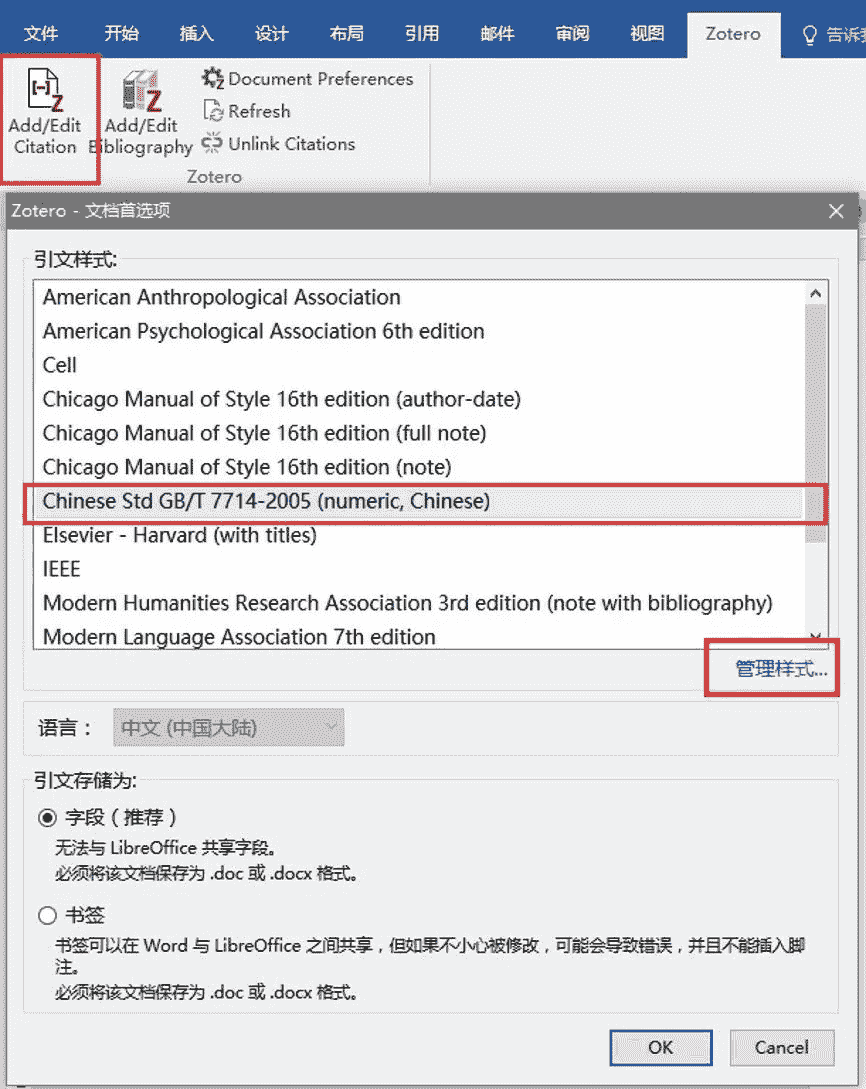 文件 开始 插入 设计 布局 引用 邮件 审阅 视图 Zotero 告诉我
Add/Edit Citation
Add/Edit Bibliography
Document Preferences
Refresh
Unlink Citations
Zotero
Zotero - 文档首选项
引文样式:
American Anthropological Association
American Psychological Association 6th edition
Cell
Chicago Manual of Style 16th edition (author-date)
Chicago Manual of Style 16th edition (full note)
Chicago Manual of Style 16th edition (note)
Chinese Std GB/T 7714-2005 (numeric, Chinese)
Elsevier - Harvard (with titles)
IEEE
Modern Humanities Research Association 3rd edition (note with bibliography)
Modern Language Association 7th edition
管理样式...
语言： 中文 (中国大陆)
引文存储为:
字段（推荐）
无法与 LibreOffice 共享字段。
必须将该文档保存为 .doc 或 .docx 格式。
书签
书签可以在 Word 与 LibreOffice 之间共享，但如果不小心被修改，可能会导致错误，并且不能插入脚
注。
必须将该文档保存为 .doc 或 .docx 格式。
OK Cancel